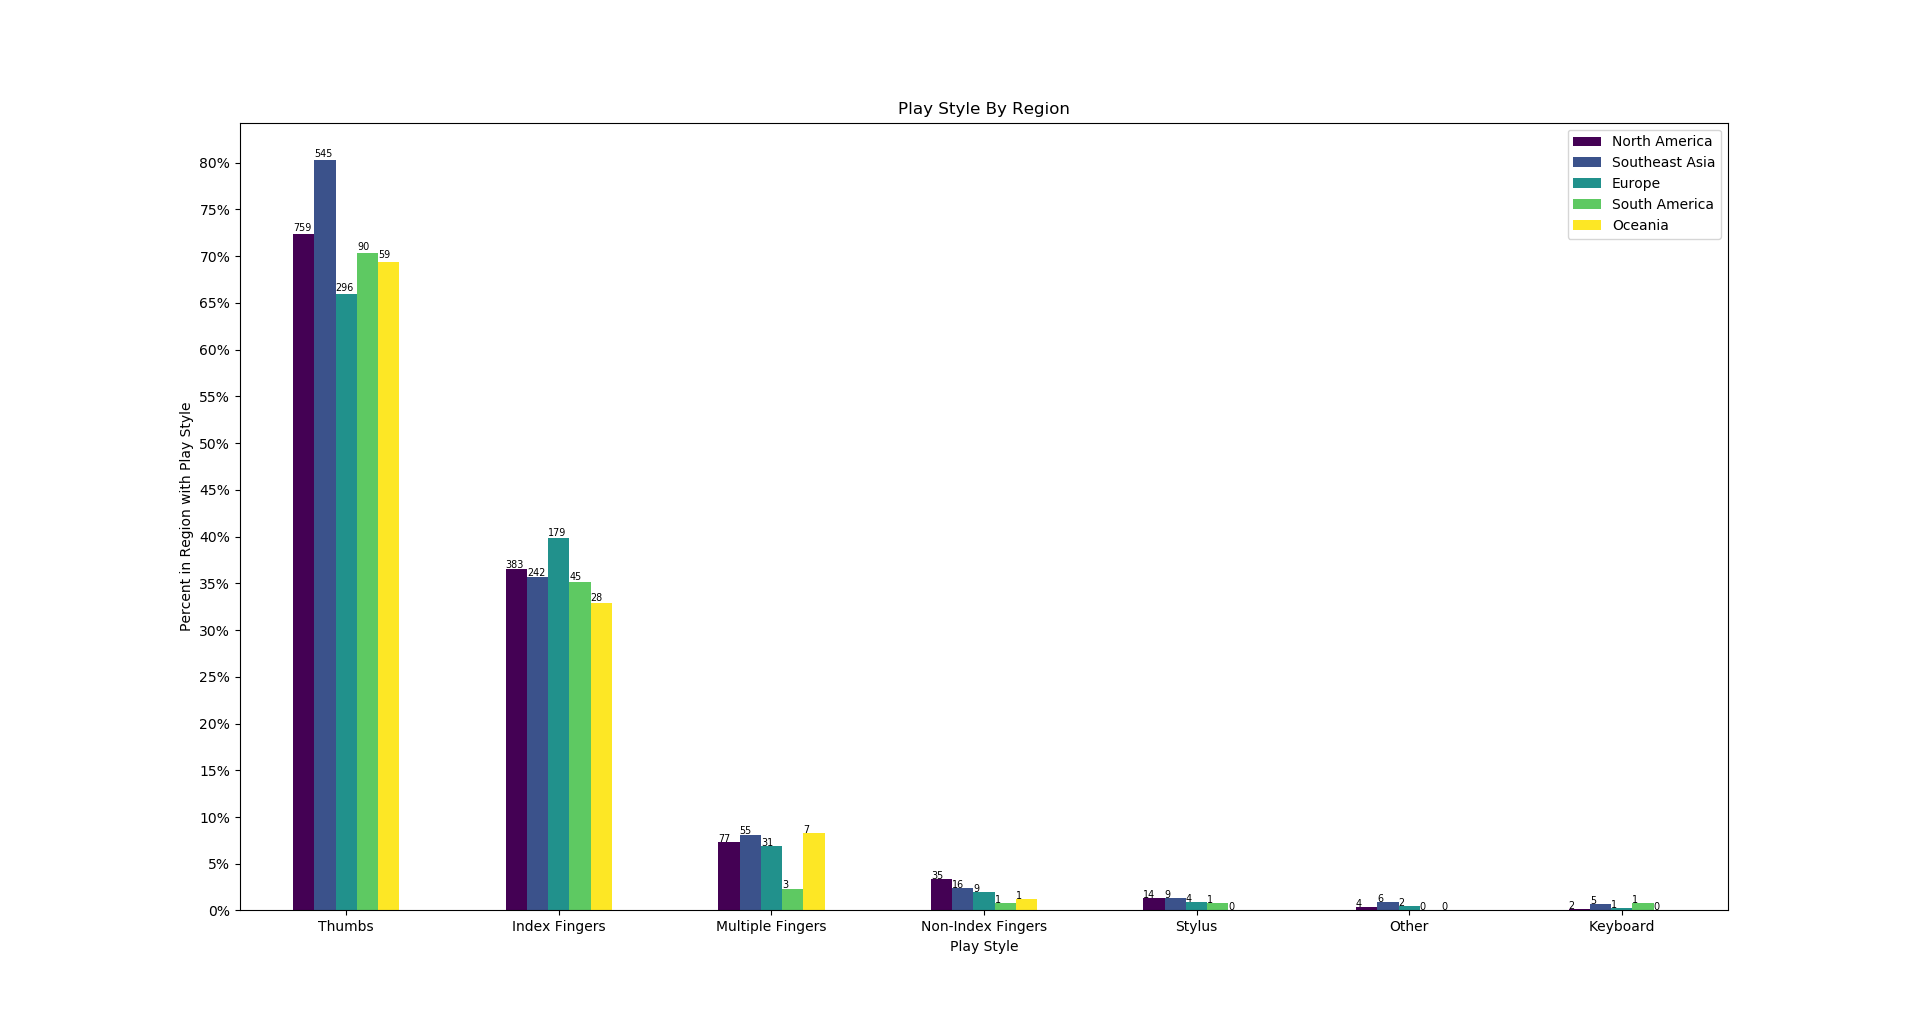 Play Style By Region
North America
Southeast Asia
Europe
South America
Oceania
Percent in Region with Play Style
80%
75%
70%
65%
60%
55%
50%
45%
40%
35%
30%
25%
20%
15%
10%
5%
0%
759 545 296 90 59
383 242 179 45 28
77 55 31 3 7
35 16 9 1 1
14 9 4 1 0
4 6 2 0 0
2 5 1 1 0
Thumbs Index Fingers Multiple Fingers Non-Index Fingers Stylus Other Keyboard
Play Style